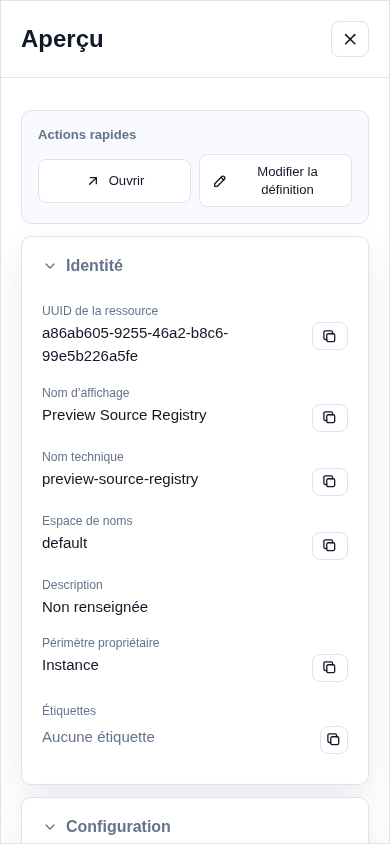 Aperçu
Actions rapides
Ouvrir
Modifier la
définition
Identité
UUID de la ressource
a86ab605-9255-46a2-b8c6-
99e5b226a5fe
Nom d’affichage
Preview Source Registry
Nom technique
preview-source-registry
Espace de noms
default
Description
Non renseignée
Périmètre propriétaire
Instance
Étiquettes
Aucune étiquette
Configuration